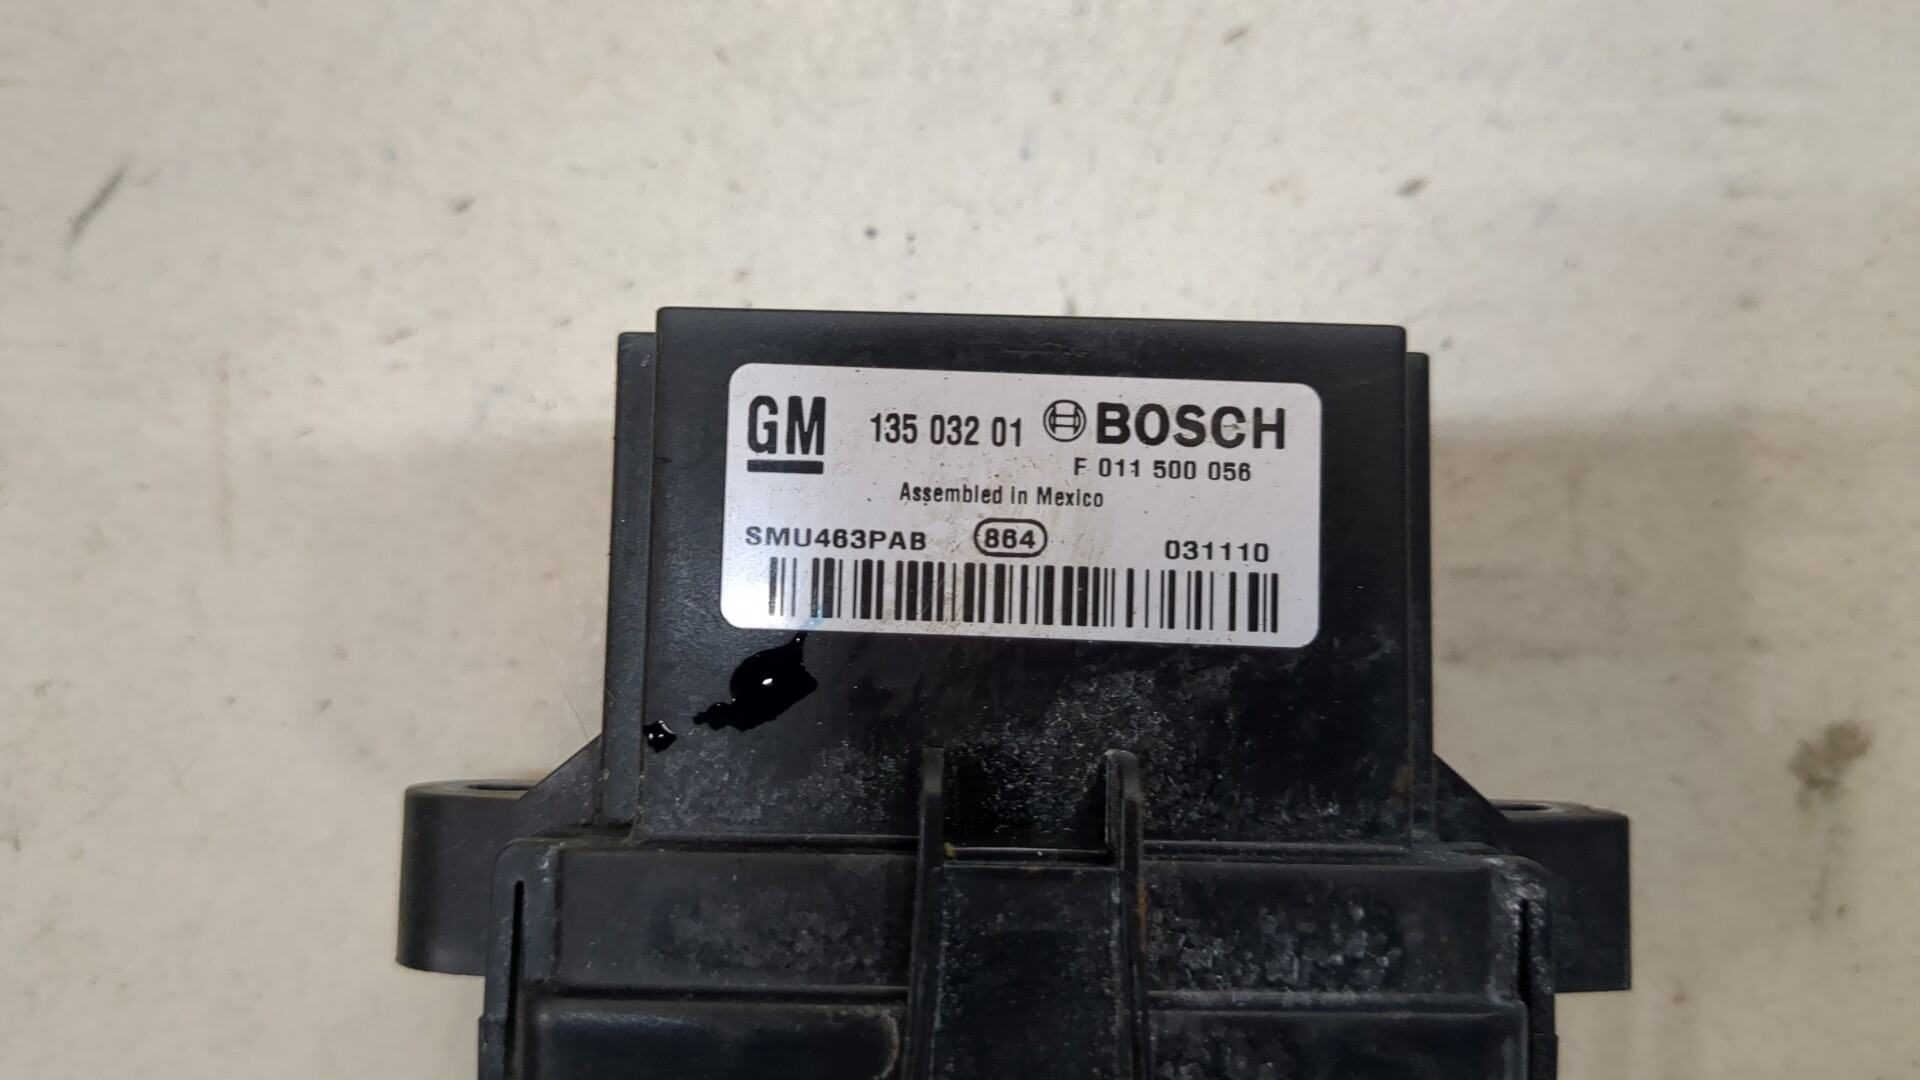 GM 135 032 01 BOSCH
F 011 500 056
Assembled in Mexico
SMU463PAB 864 031110